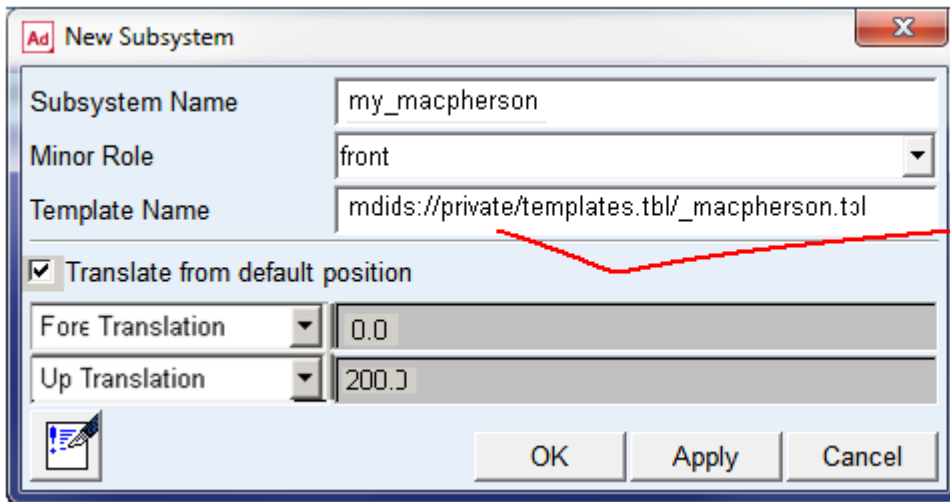 Ad New Subsystem
Subsystem Name my_macpherson
Minor Role front
Template Name mdids://private/templates.tbl/_macpherson.tpl
Translate from default position
Fore Translation 0.0
Up Translation 200.0
OK Apply Cancel